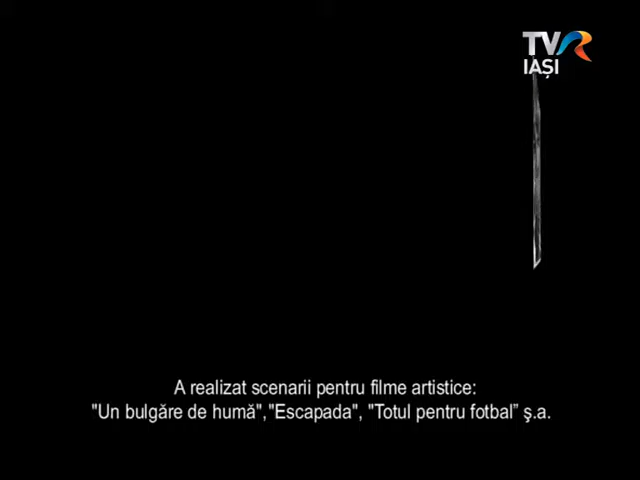 TVR
IAȘI
A realizat scenarii pentru filme artistice:
"Un bulgăre de humă","Escapada", "Totul pentru fotbal” ş.a.